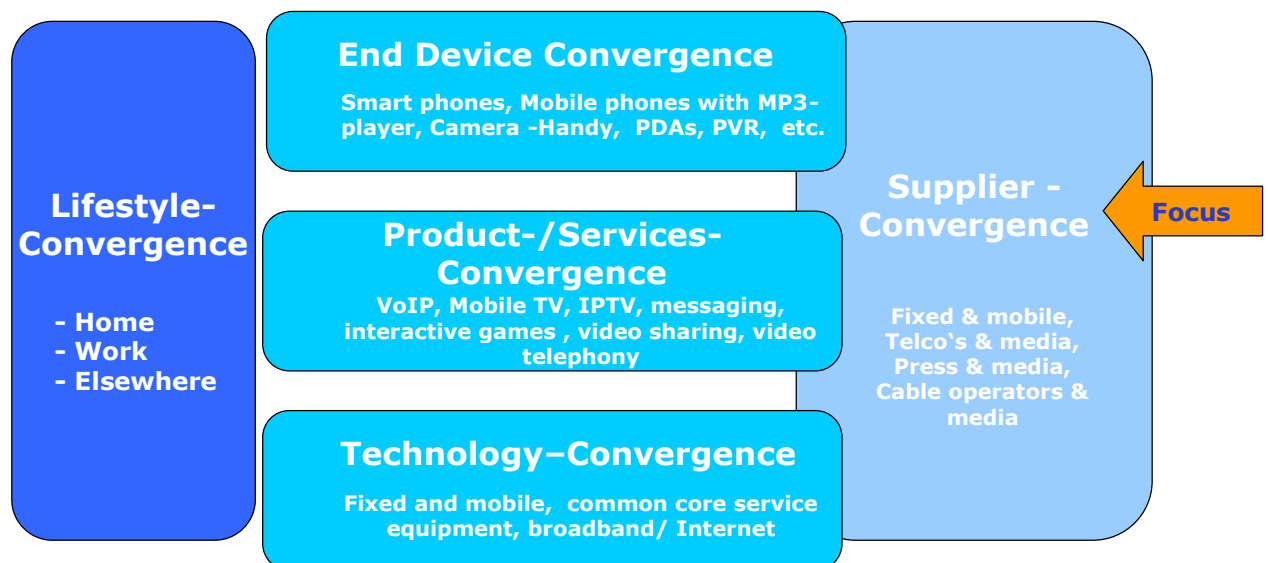 Lifestyle-
Convergence
- Home
- Work
- Elsewhere
End Device Convergence
Smart phones, Mobile phones with MP3-
player, Camera -Handy, PDAs, PVR, etc.
Product-/Services-
Convergence
VoIP, Mobile TV, IPTV, messaging,
interactive games , video sharing, video
telephony
Technology–Convergence
Fixed and mobile, common core service
equipment, broadband/ Internet
Supplier -
Convergence
Fixed & mobile,
Telco‘s & media,
Press & media,
Cable operators &
media
Focus